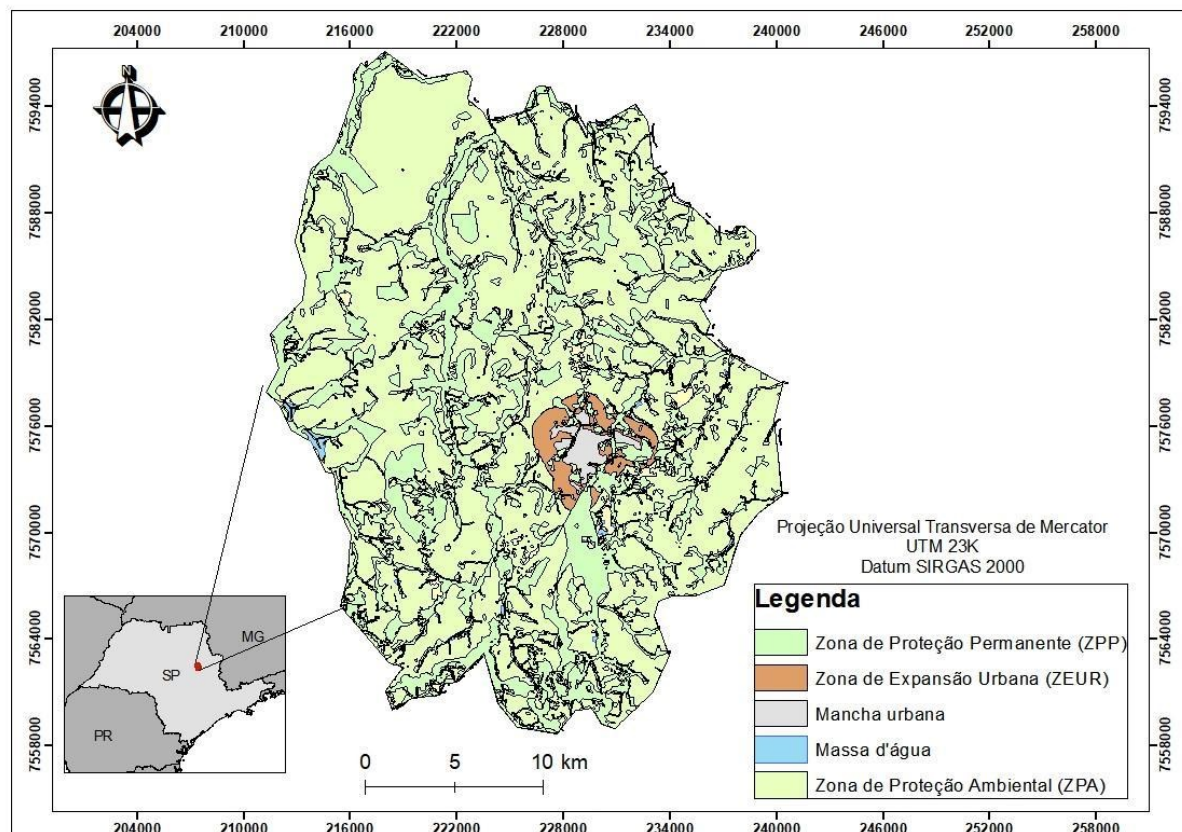 204000 210000 216000 222000 228000 234000 240000 246000 252000 258000
N
7594000 7594000
7588000 7588000
7582000 7582000
7576000 7576000
7570000 7570000
7564000 7564000
7558000 7558000
Projeção Universal Transversa de Mercator
UTM 23K
Datum SIRGAS 2000
Legenda
Zona de Proteção Permanente (ZPP)
Zona de Expansão Urbana (ZEUR)
Mancha urbana
Massa d'água
Zona de Proteção Ambiental (ZPA)
MG
SP
PR
0 5 10 km
204000 210000 216000 222000 228000 234000 240000 246000 252000 258000